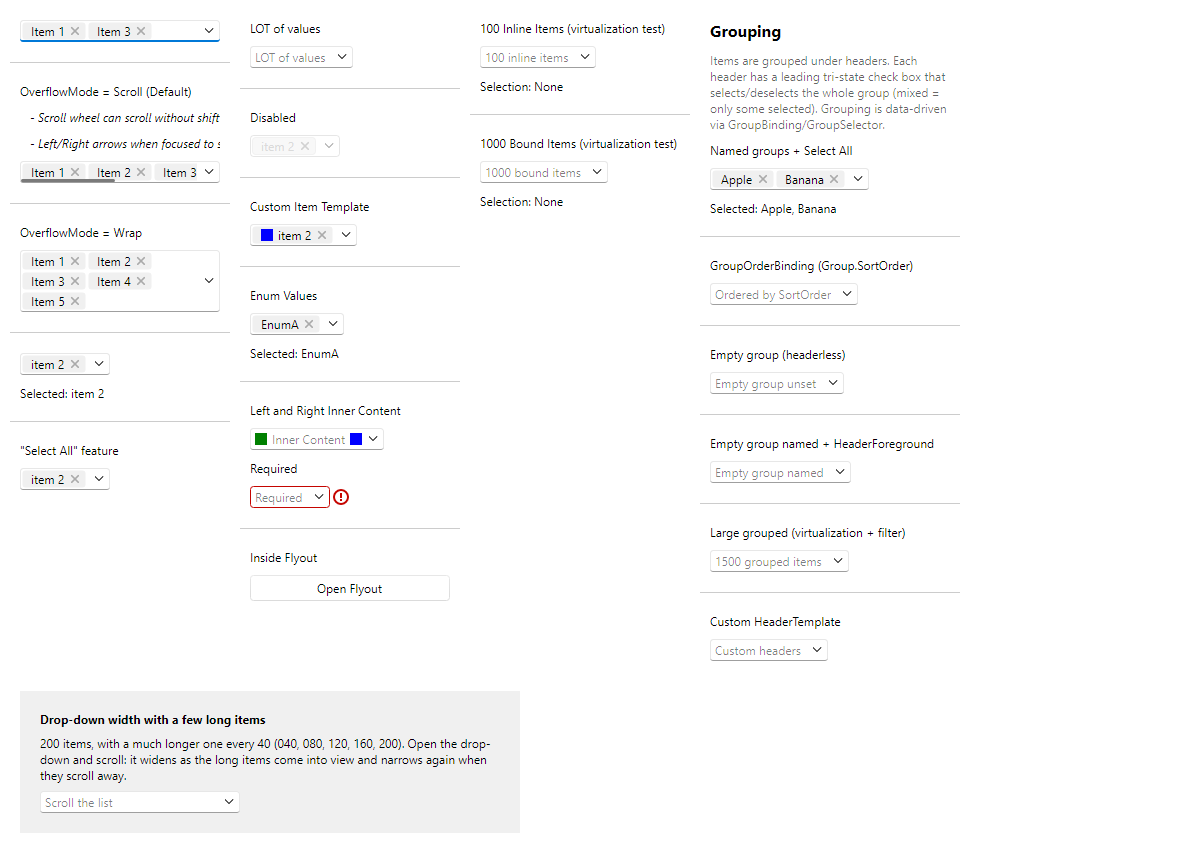 Item 1 Item 3
OverflowMode = Scroll (Default)
- Scroll wheel can scroll without shift
- Left/Right arrows when focused to s
Item 1 Item 2 Item 3
OverflowMode = Wrap
Item 1 Item 2
Item 3 Item 4
Item 5
item 2
Selected: item 2
"Select All" feature
item 2
LOT of values
LOT of values
Disabled
item 2
Custom Item Template
item 2
Enum Values
EnumA
Selected: EnumA
Left and Right Inner Content
Inner Content
Required
Required
Inside Flyout
Open Flyout
100 Inline Items (virtualization test)
100 inline items
Selection: None
1000 Bound Items (virtualization test)
1000 bound items
Selection: None
Grouping
Items are grouped under headers. Each
header has a leading tri-state check box that
selects/deselects the whole group (mixed =
only some selected). Grouping is data-driven
via GroupBinding/GroupSelector.
Named groups + Select All
Apple Banana
Selected: Apple, Banana
GroupOrderBinding (Group.SortOrder)
Ordered by SortOrder
Empty group (headerless)
Empty group unset
Empty group named + HeaderForeground
Empty group named
Large grouped (virtualization + filter)
1500 grouped items
Custom HeaderTemplate
Custom headers
Drop-down width with a few long items
200 items, with a much longer one every 40 (040, 080, 120, 160, 200). Open the drop-
down and scroll: it widens as the long items come into view and narrows again when
they scroll away.
Scroll the list